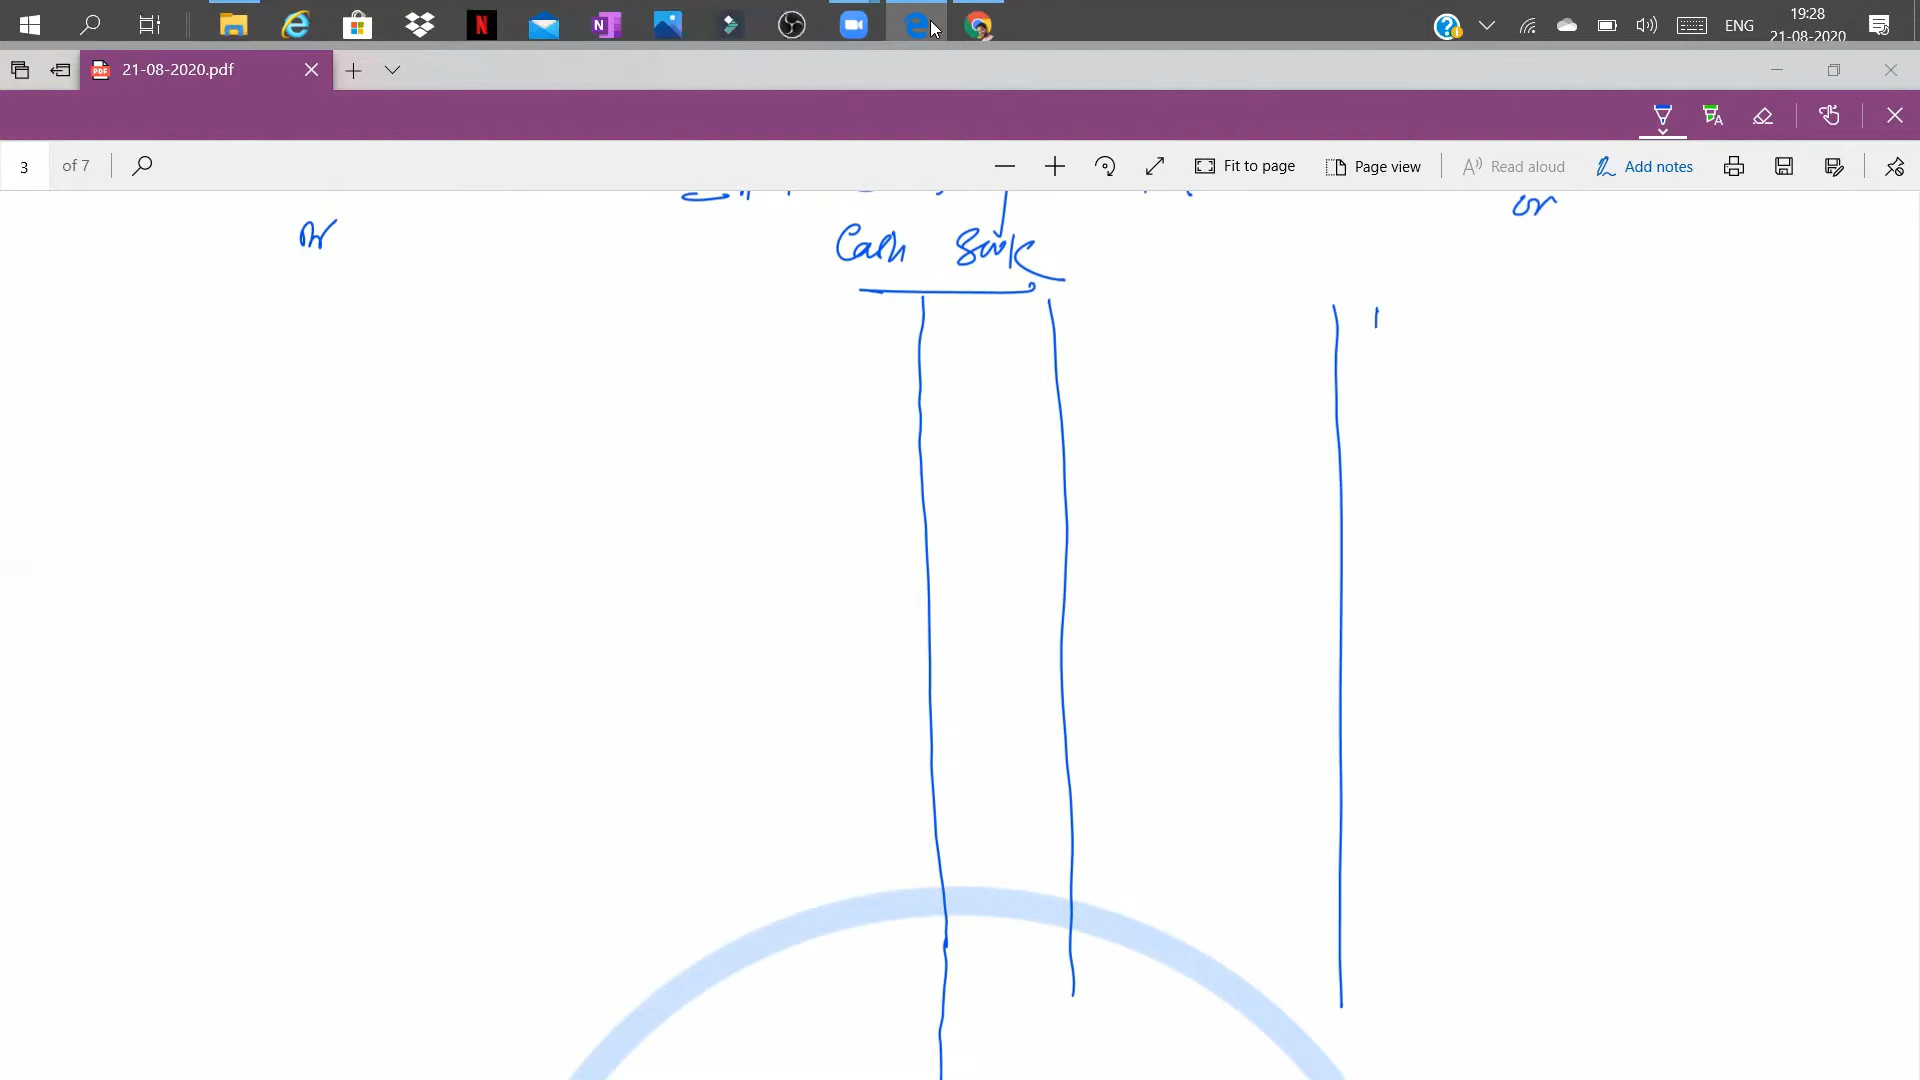 19:28
ENG
21-08-2020
21-08-2020.pdf
3 of 7
Fit to page
Page view
Read aloud
Add notes
Dr
Cr
Cash Book